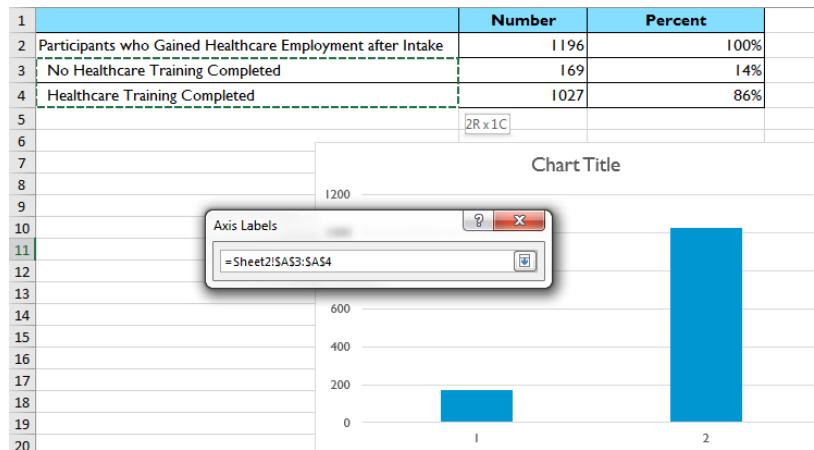 1 Number Percent
2 Participants who Gained Healthcare Employment after Intake 1196 100%
3 No Healthcare Training Completed 169 14%
4 Healthcare Training Completed 1027 86%
5
2R x 1C
6
7
Chart Title
8
1200
9
10
Axis Labels
?
11
=Sheet2!$A$3:$A$4
12
13
14
600
15
16
400
17
18
200
19
0
20
1 2